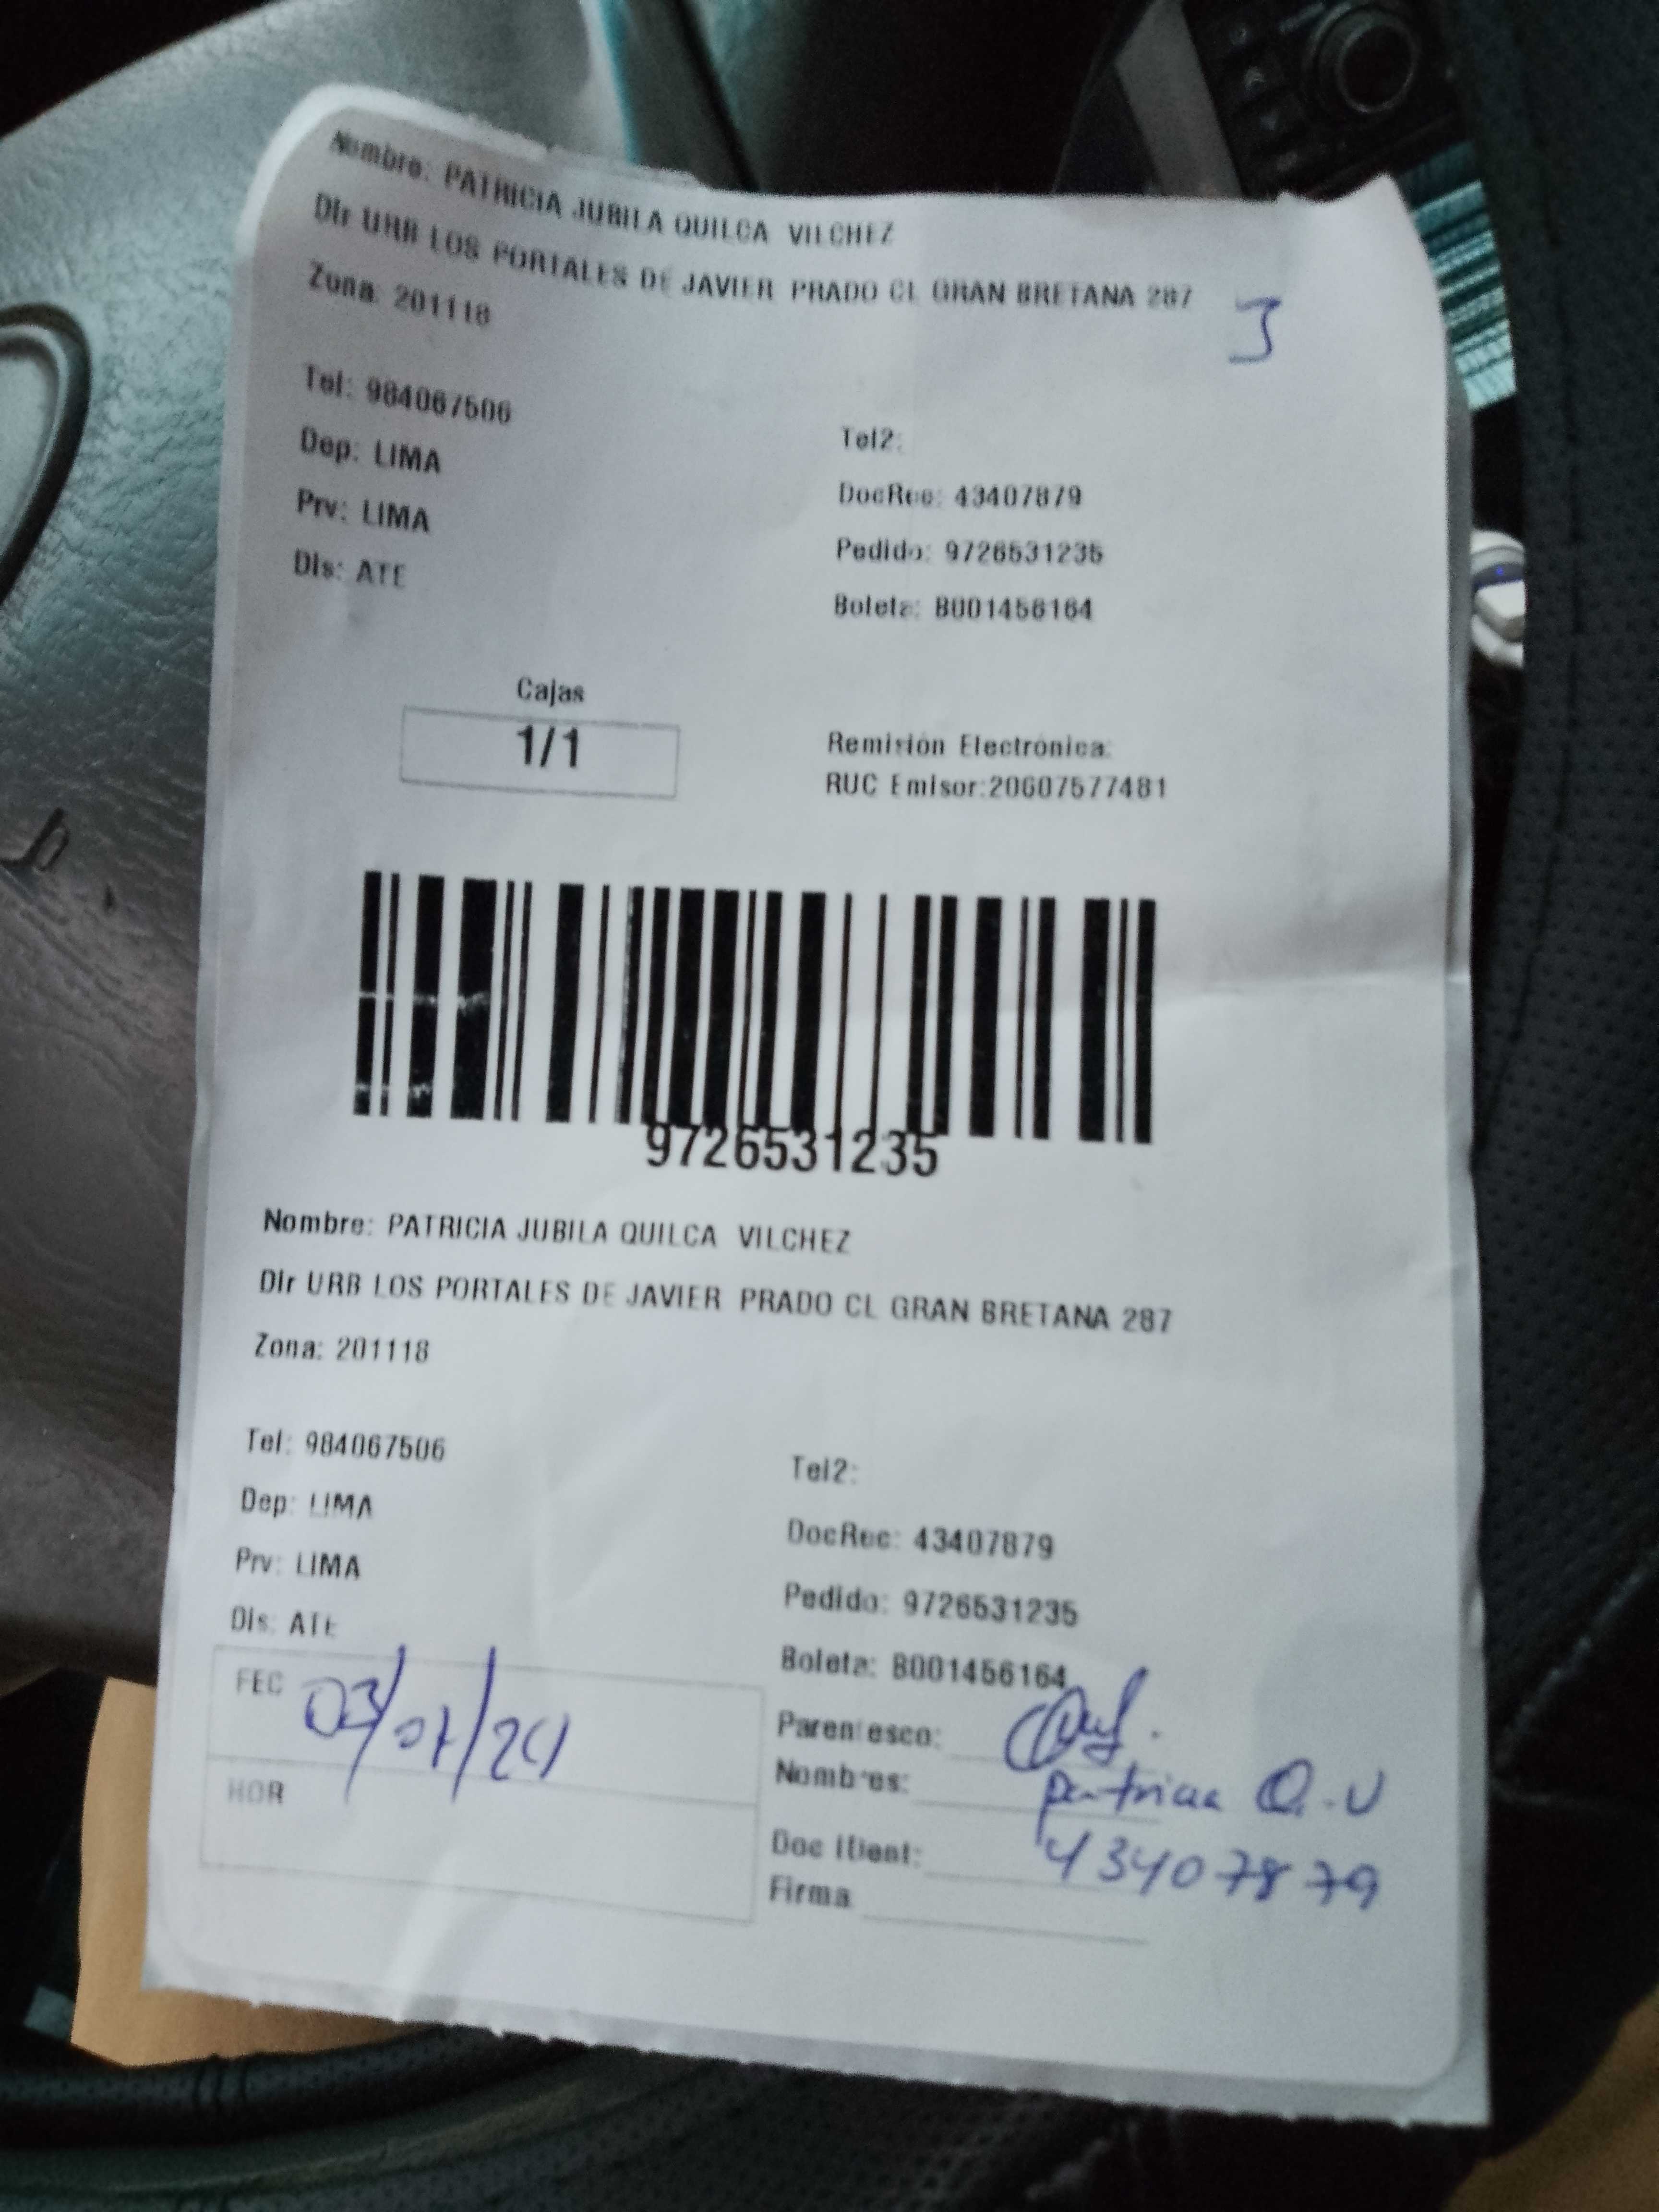 Nombre: PATRICIA JUBILA QUILCA VILCHEZ
Dir URB LOS PORTALES DE JAVIER PRADO CL GRAN BRETANA 287
Zona: 201118
Tel: 984067506
Tel2:
Dep: LIMA
DocRec: 43407879
Prv: LIMA
Pedido: 9726531235
Dis: ATE
Boleta: B001456164
Cajas
1/1
Remisión Electrónica:
RUC Emisor:20607577481
9726531235
Nombre: PATRICIA JUBILA QUILCA VILCHEZ
Dir URB LOS PORTALES DE JAVIER PRADO CL GRAN BRETANA 287
Zona: 201118
Tel: 984067506
Tel2:
Dep: LIMA
DocRec: 43407879
Prv: LIMA
Pedido: 9726531235
Dis: ATE
Boleta: B001456164
FEC 03/01/24
Parentesco:
Nombres: patricia Q.V
HOR
Doc IDent: 43407879
Firma